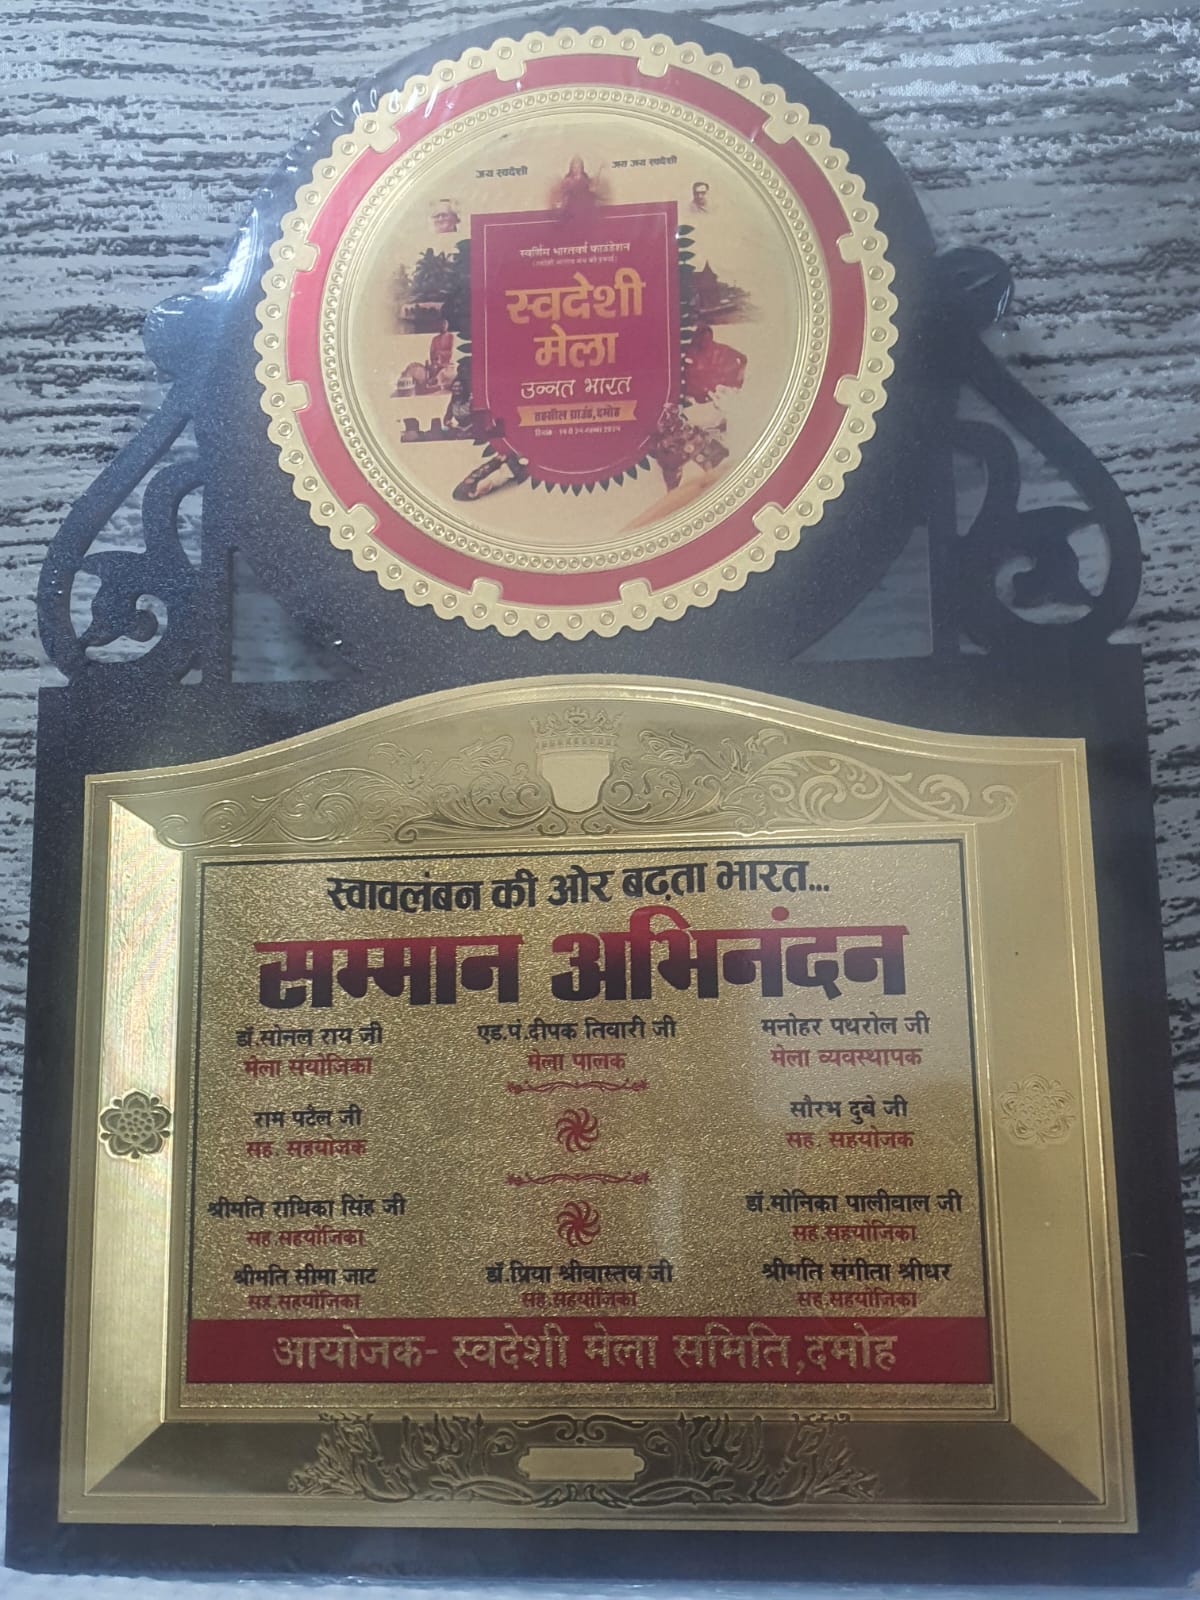 जय स्वदेशी
जय जय स्वदेशी
स्वर्णिम भारतवर्ष फाउंडेशन
स्वदेशी
मेला
उन्नत भारत
तहसील ग्राउंड,दमोह
स्वावलंबन की ओर बढ़ता भारत...
सम्मान अभिनंदन
डॉ.सोनल राय जी
मेला संयोजिका
एड.पं.दीपक तिवारी जी
मेला पालक
मनोहर पथरोल जी
मेला व्यवस्थापक
राम पटेल जी
सह. सहयोजक
सौरभ दुबे जी
सह. सहयोजक
श्रीमति राधिका सिंह जी
सह.सहयोजिका
डॉ.मोनिका पालीवाल जी
सह.सहयोजिका
श्रीमति सीमा जाट
सह.सहयोजिका
डॉ.प्रिया श्रीवास्तव जी
सह.सहयोजिका
श्रीमति संगीता श्रीधर
सह.सहयोजिका
आयोजक- स्वदेशी मेला समिति,दमोह